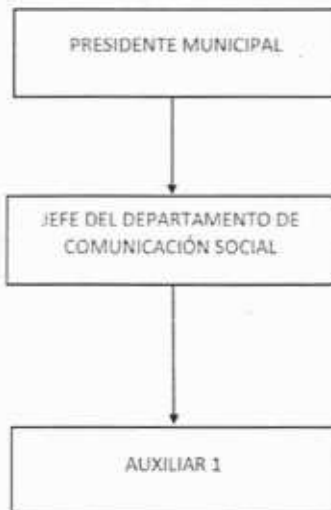 PRESIDENTE MUNICIPAL
JEFE DEL DEPARTAMENTO DE
COMUNICACIÓN SOCIAL
AUXILIAR 1